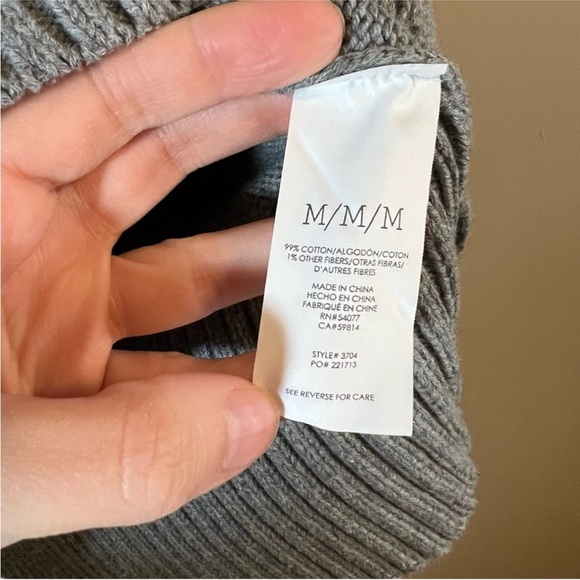 M/M/M
99% COTTON/ALGODÓN/COTON
1% OTHER FIBERS/OTRAS FIBRAS/
D'AUTRES FIBRES
MADE IN CHINA
HECHO EN CHINA
FABRIQUÉ EN CHINE
RN#54077
CA#59814
STYLE# 3704
PO# 221713
SEE REVERSE FOR CARE